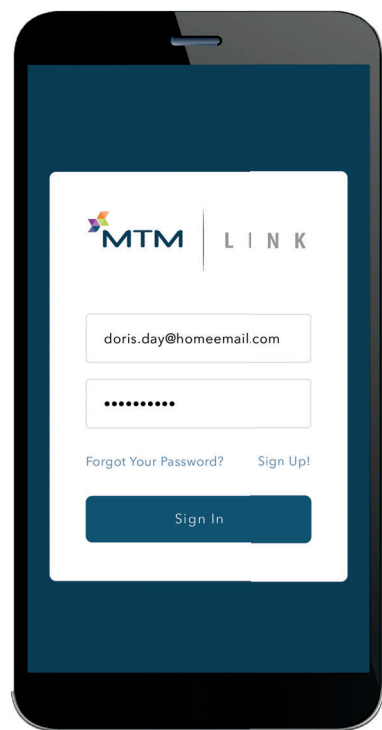 MTM | LINK
doris.day@homeemail.com
••••••••••
Forgot Your Password? Sign Up!
Sign In